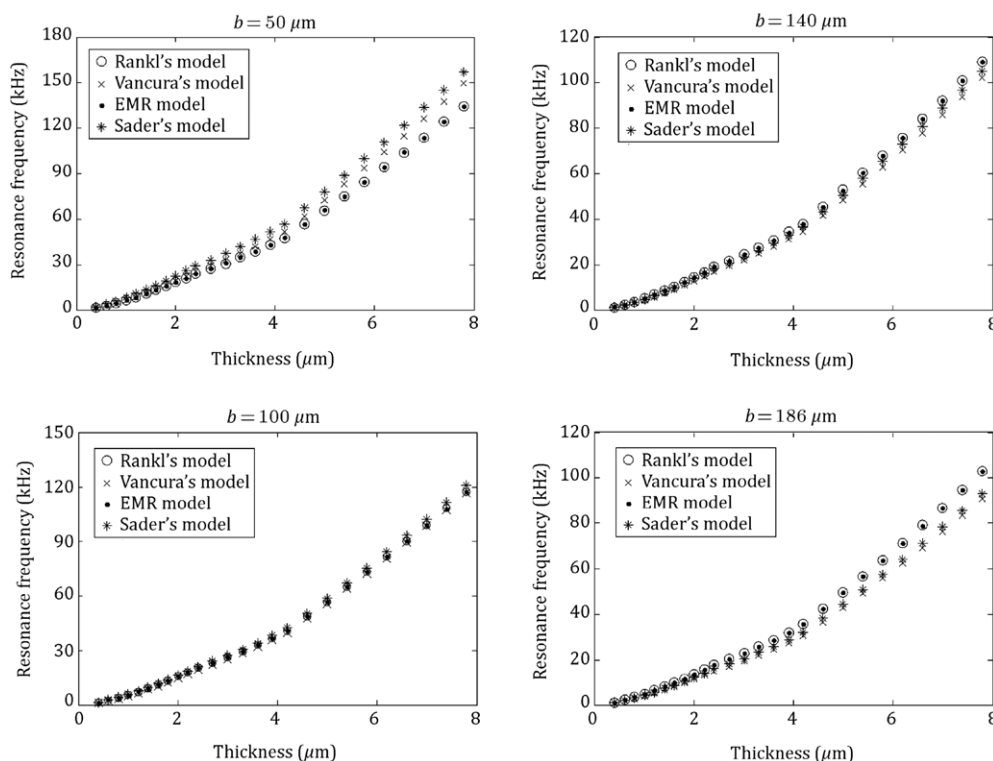 b = 50 μm
Resonance frequency (kHz)
180
150
120
90
60
30
0
Rankl's model
Vancura's model
EMR model
Sader's model
0 2 4 6 8
Thickness (μm)
b = 140 μm
Resonance frequency (kHz)
120
100
80
60
40
20
0
Rankl's model
Vancura's model
EMR model
Sader's model
0 2 4 6 8
Thickness (μm)
b = 100 μm
Resonance frequency (kHz)
150
120
90
60
30
0
Rankl's model
Vancura's model
EMR model
Sader's model
0 2 4 6 8
Thickness (μm)
b = 186 μm
Resonance frequency (kHz)
120
100
80
60
40
20
0
Rankl's model
Vancura's model
EMR model
Sader's model
0 2 4 6 8
Thickness (μm)